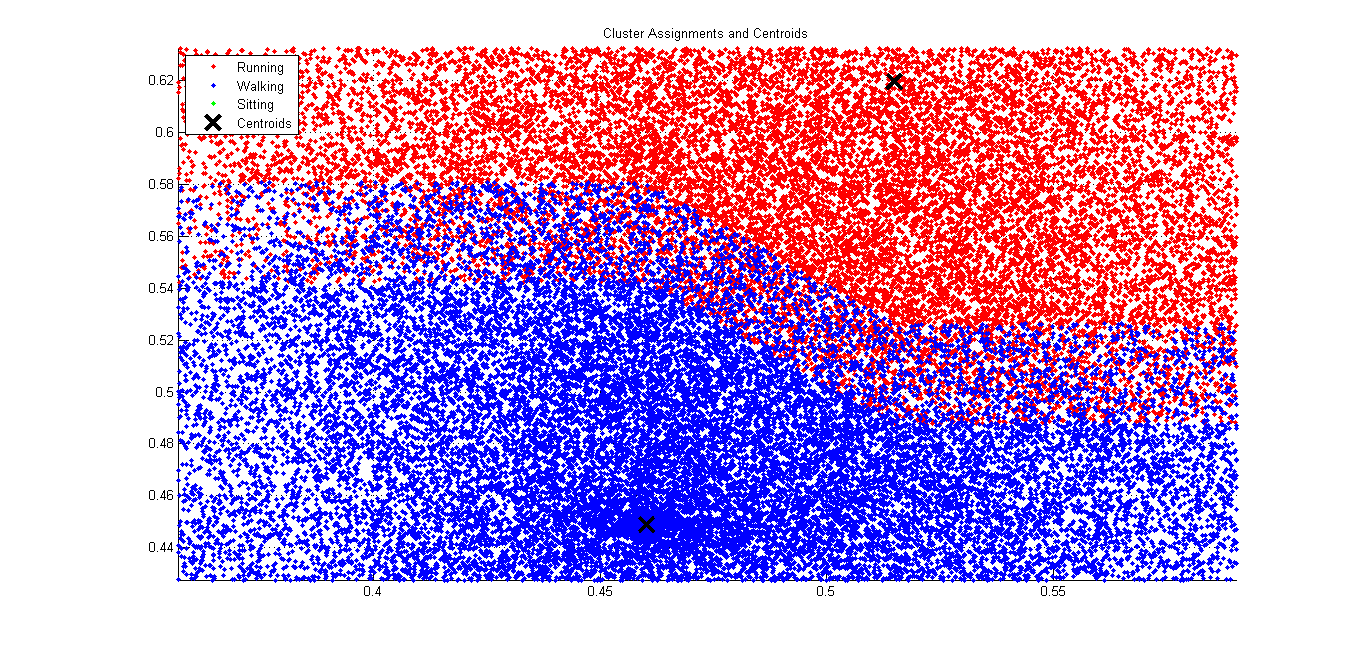 Cluster Assignments and Centroids
Running
Walking
Sitting
Centroids
0.62
0.6
0.58
0.56
0.54
0.52
0.5
0.48
0.46
0.44
0.4 0.45 0.5 0.55